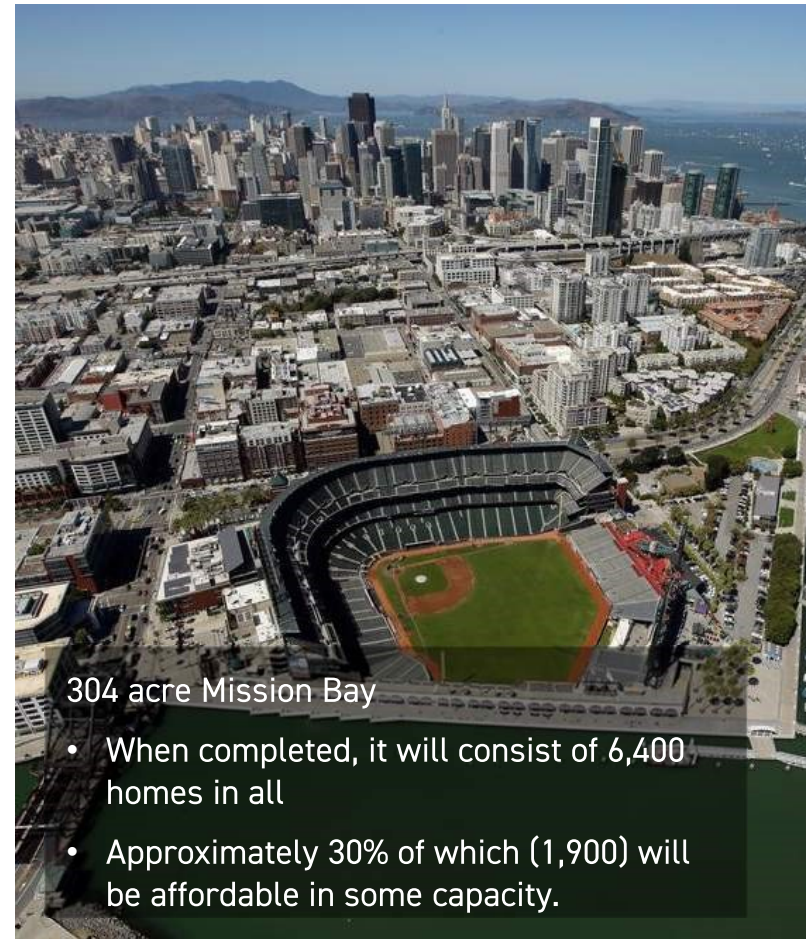 304 acre Mission Bay
• When completed, it will consist of 6,400
homes in all
• Approximately 30% of which (1,900) will
be affordable in some capacity.